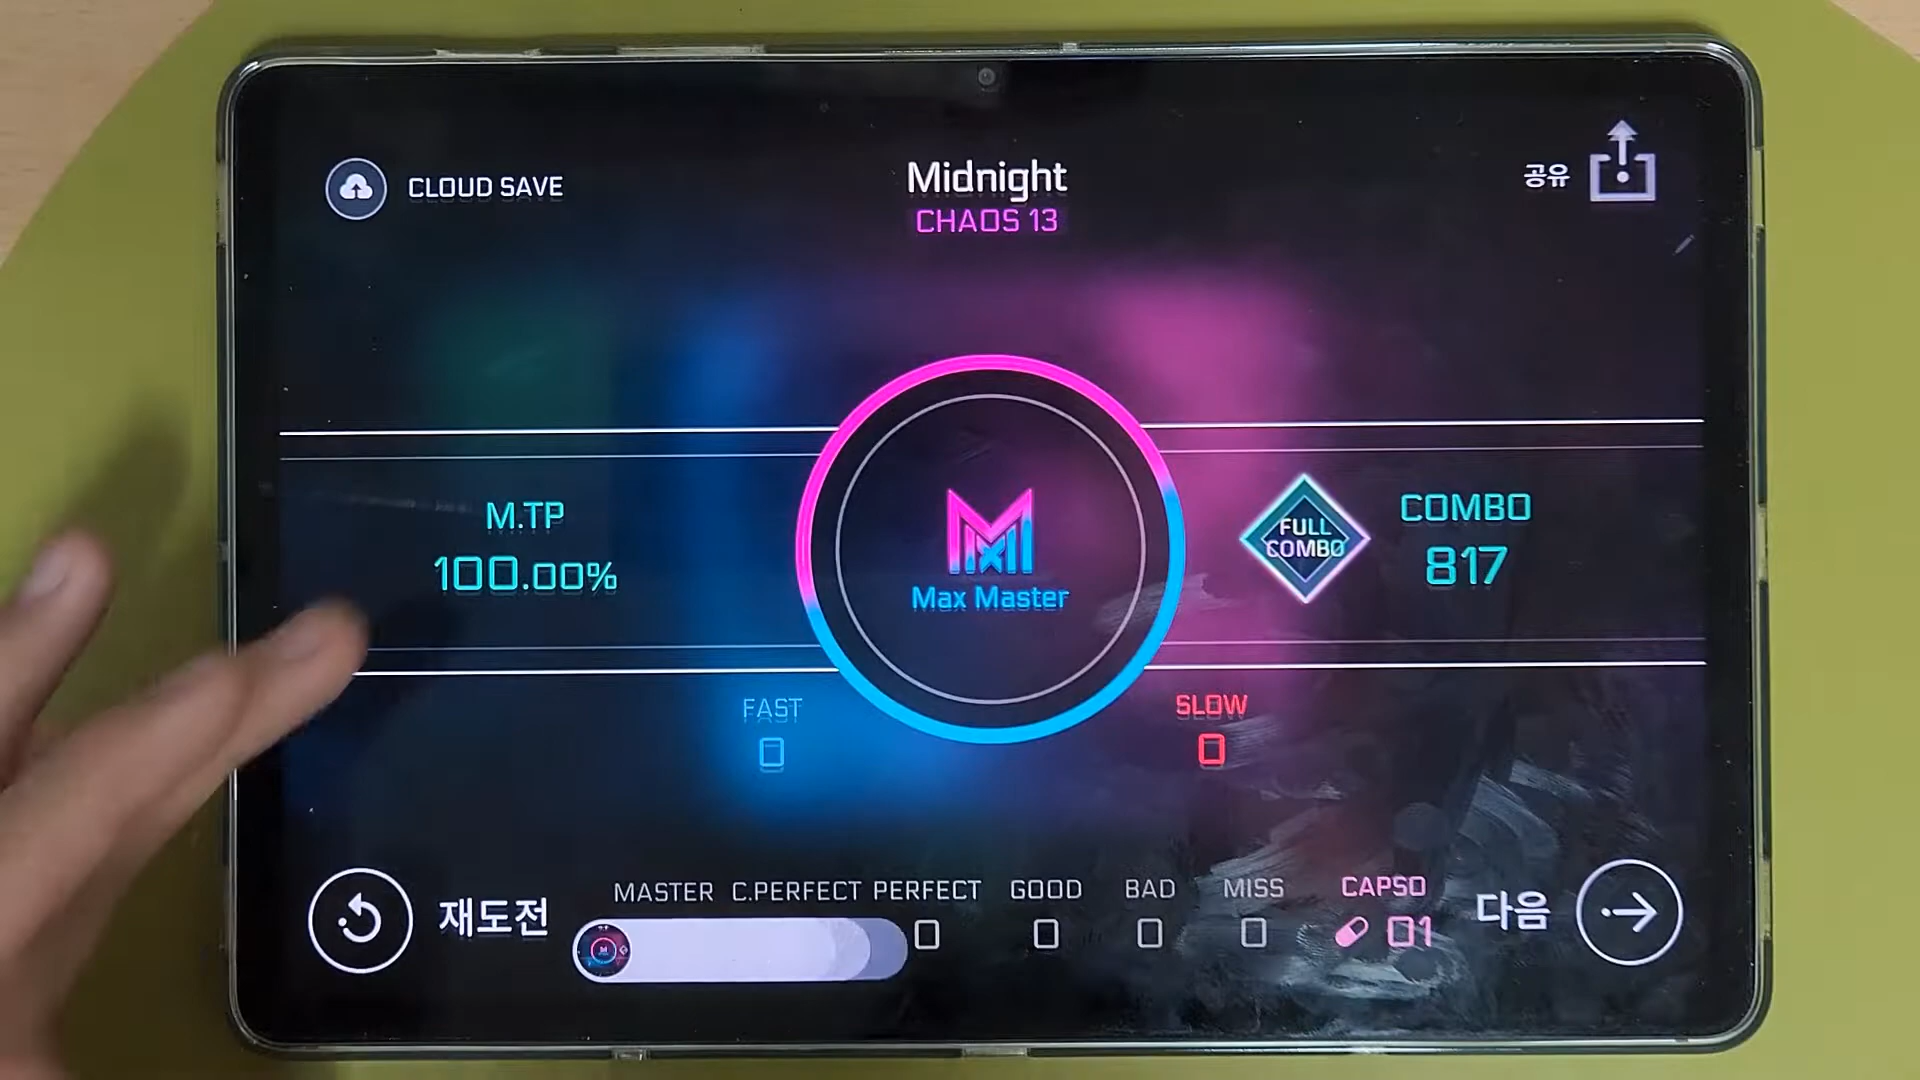 CLOUD SAVE
Midnight
CHAOS 13
공유
M.TP
100.00%
Max Master
FULL
COMBO
COMBO
817
FAST
0
SLOW
0
재도전
MASTER C.PERFECT PERFECT GOOD BAD MISS CAPSO
0 0 0 0 01
다음